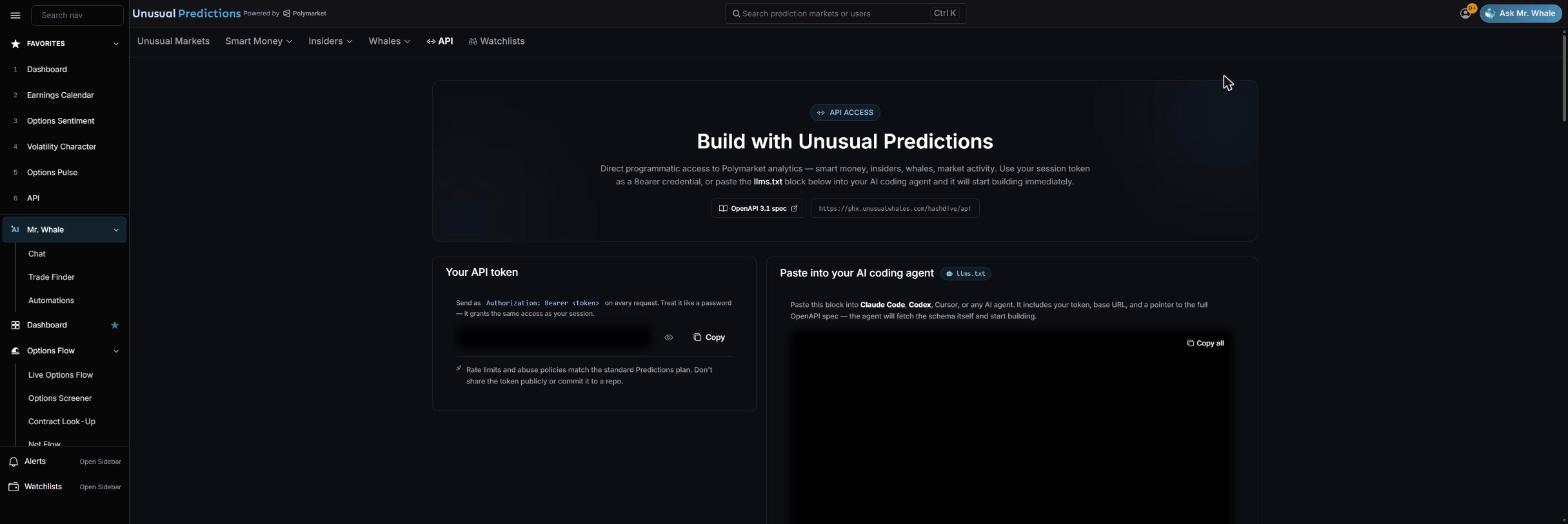 Search nav
FAVORITES
1 Dashboard
2 Earnings Calendar
3 Options Sentiment
4 Volatility Character
5 Options Pulse
6 API
AI Mr. Whale
Chat
Trade Finder
Automations
Dashboard
Options Flow
Live Options Flow
Options Screener
Contract Look-Up
Net Flow
Alerts Open Sidebar
Watchlists Open Sidebar
Unusual Predictions Powered by Polymarket
Search prediction markets or users Ctrl K
9+
Ask Mr. Whale
Unusual Markets Smart Money Insiders Whales API Watchlists
API ACCESS
Build with Unusual Predictions
Direct programmatic access to Polymarket analytics — smart money, insiders, whales, market activity. Use your session token
as a Bearer credential, or paste the llms.txt block below into your AI coding agent and it will start building immediately.
OpenAPI 3.1 spec https://phx.unusualwhales.com/hashdive/api
Your API token
Send as Authorization: Bearer <token> on every request. Treat it like a password
— it grants the same access as your session.
Copy
Rate limits and abuse policies match the standard Predictions plan. Don't
share the token publicly or commit it to a repo.
Paste into your AI coding agent llms.txt
Paste this block into Claude Code, Codex, Cursor, or any AI agent. It includes your token, base URL, and a pointer to the full
OpenAPI spec — the agent will fetch the schema itself and start building.
Copy all